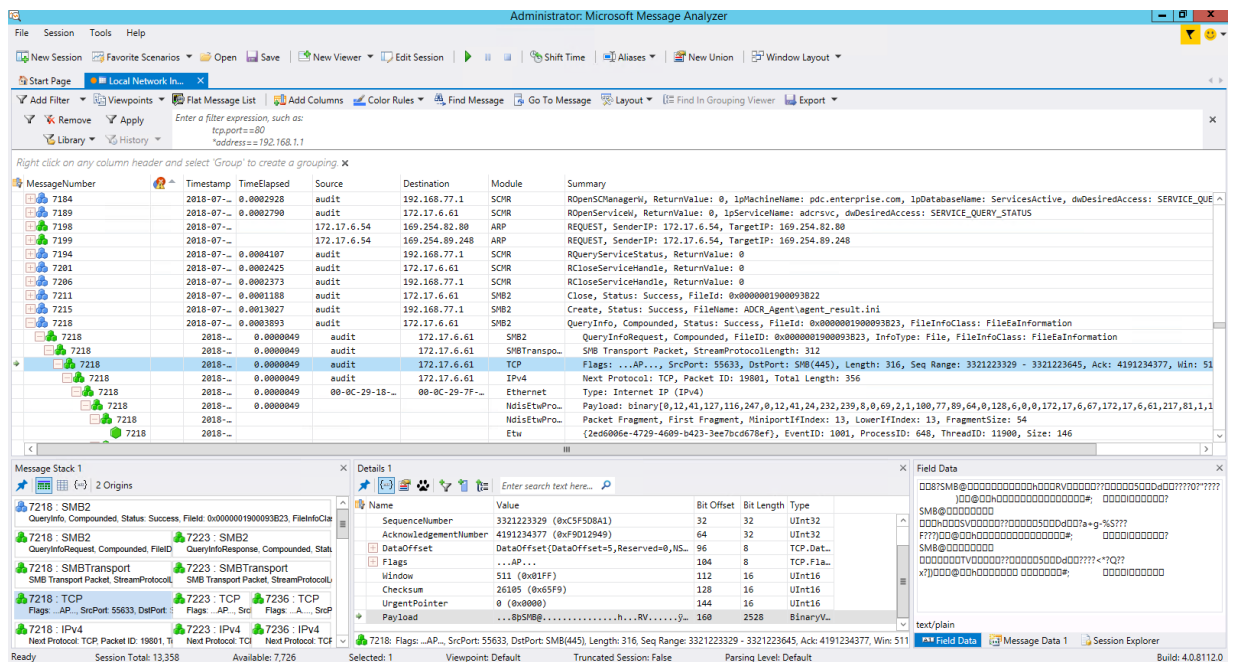 Administrator: Microsoft Message Analyzer
File Session Tools Help
New Session Favorite Scenarios Open Save New Viewer Edit Session Shift Time Aliases New Union Window Layout
Start Page Local Network In... X
Add Filter Viewpoints Flat Message List Add Columns Color Rules Find Message Go To Message Layout Find In Grouping Viewer Export
Remove Apply Enter a filter expression, such as:
tcp.port==80
Library History *address==192.168.1.1
Right click on any column header and select 'Group' to create a grouping. x
MessageNumber Timestamp TimeElapsed Source Destination Module Summary
7184 2018-07-... 0.0002928 audit 192.168.77.1 SCMR ROpenSCManagerW, ReturnValue: 0, lpMachineName: pdc.enterprise.com, lpDatabaseName: ServicesActive, dwDesiredAccess: SERVICE_QUE
7189 2018-07-... 0.0002790 audit 172.17.6.61 SCMR ROpenServiceW, ReturnValue: 0, lpServiceName: adcrsvc, dwDesiredAccess: SERVICE_QUERY_STATUS
7198 2018-07-... 172.17.6.54 169.254.82.80 ARP REQUEST, SenderIP: 172.17.6.54, TargetIP: 169.254.82.80
7199 2018-07-... 172.17.6.54 169.254.89.248 ARP REQUEST, SenderIP: 172.17.6.54, TargetIP: 169.254.89.248
7194 2018-07-... 0.0004107 audit 192.168.77.1 SCMR RQueryServiceStatus, ReturnValue: 0
7201 2018-07-... 0.0002425 audit 172.17.6.61 SCMR RCloseServiceHandle, ReturnValue: 0
7206 2018-07-... 0.0002373 audit 192.168.77.1 SCMR RCloseServiceHandle, ReturnValue: 0
7211 2018-07-... 0.0001188 audit 172.17.6.61 SMB2 Close, Status: Success, FileId: 0x0000001900093B22
7215 2018-07-... 0.0013027 audit 192.168.77.1 SMB2 Create, Status: Success, FileName: ADCR_Agent\agent_result.ini
7218 2018-07-... 0.0003893 audit 172.17.6.61 SMB2 QueryInfo, Compounded, Status: Success, FileId: 0x0000001900093B23, FileInfoClass: FileEaInformation
7218 2018-... 0.0000049 audit 172.17.6.61 SMB2 QueryInfoRequest, Compounded, FileID: 0x0000001900093B23, InfoType: File, FileInfoClass: FileEaInformation
7218 2018-... 0.0000049 audit 172.17.6.61 SMBTranspo... SMB Transport Packet, StreamProtocolLength: 312
7218 2018-... 0.0000049 audit 172.17.6.61 TCP Flags: ...AP..., SrcPort: 55633, DstPort: SMB(445), Length: 316, Seq Range: 3321223329 - 3321223645, Ack: 4191234377, Win: 51
7218 2018-... 0.0000049 audit 172.17.6.61 IPv4 Next Protocol: TCP, Packet ID: 19801, Total Length: 356
7218 2018-... 0.0000049 00-0C-29-18-... 00-0C-29-7F-... Ethernet Type: Internet IP (IPv4)
7218 2018-... 0.0000049 NdisEtwPro... Payload: binary[0,12,41,127,116,247,0,12,41,24,232,239,8,0,69,2,1,100,77,89,64,0,128,6,0,0,172,17,6,67,172,17,6,61,217,81,1,1
7218 2018-... NdisEtwPro... Packet Fragment, First Fragment, MiniportIfIndex: 13, LowerIfIndex: 13, FragmentSize: 54
7218 2018-... Etw {2ed6006e-4729-4609-b423-3ee7bcd678ef}, EventID: 1001, ProcessID: 648, ThreadID: 11900, Size: 146
Message Stack 1
2 Origins
7218 : SMB2
QueryInfo, Compounded, Status: Success, FileId: 0x0000001900093B23, FileInfoCla
7218 : SMB2 7223 : SMB2
QueryInfoRequest, Compounded, FileID QueryInfoResponse, Compounded, Statu
7218 : SMBTransport 7223 : SMBTransport
SMB Transport Packet, StreamProtocolL SMB Transport Packet, StreamProtocolL
7218 : TCP 7223 : TCP 7236 : TCP
Flags: ...AP..., SrcPort: 55633, DstPort: Flags: ...AP..., Src Flags: ...A...., SrcP
7218 : IPv4 7223 : IPv4 7236 : IPv4
Next Protocol: TCP, Packet ID: 19801, T Next Protocol: TCI Next Protocol: TCF
Details 1
Enter search text here...
Name Value Bit Offset Bit Length Type
SequenceNumber 3321223329 (0xC5F5D8A1) 32 32 UInt32
AcknowledgementNumber 4191234377 (0xF9D12949) 64 32 UInt32
DataOffset DataOffset{DataOffset=5,Reserved=0,NS... 96 8 TCP.Dat...
Flags ...AP... 104 8 TCP.Fla...
Window 511 (0x01FF) 112 16 UInt16
Checksum 26105 (0x65F9) 128 16 UInt16
UrgentPointer 0 (0x0000) 144 16 UInt16
Payload ...8þSMB@.............h...RV......ÿ... 160 2528 BinaryV...
7218: Flags: ...AP..., SrcPort: 55633, DstPort: SMB(445), Length: 316, Seq Range: 3321223329 - 3321223645, Ack: 4191234377, Win: 511
Field Data
SMB@
SMB@
text/plain
Field Data Message Data 1 Session Explorer
Ready Session Total: 13,358 Available: 7,726 Selected: 1 Viewpoint: Default Truncated Session: False Parsing Level: Default Build: 4.0.8112.0